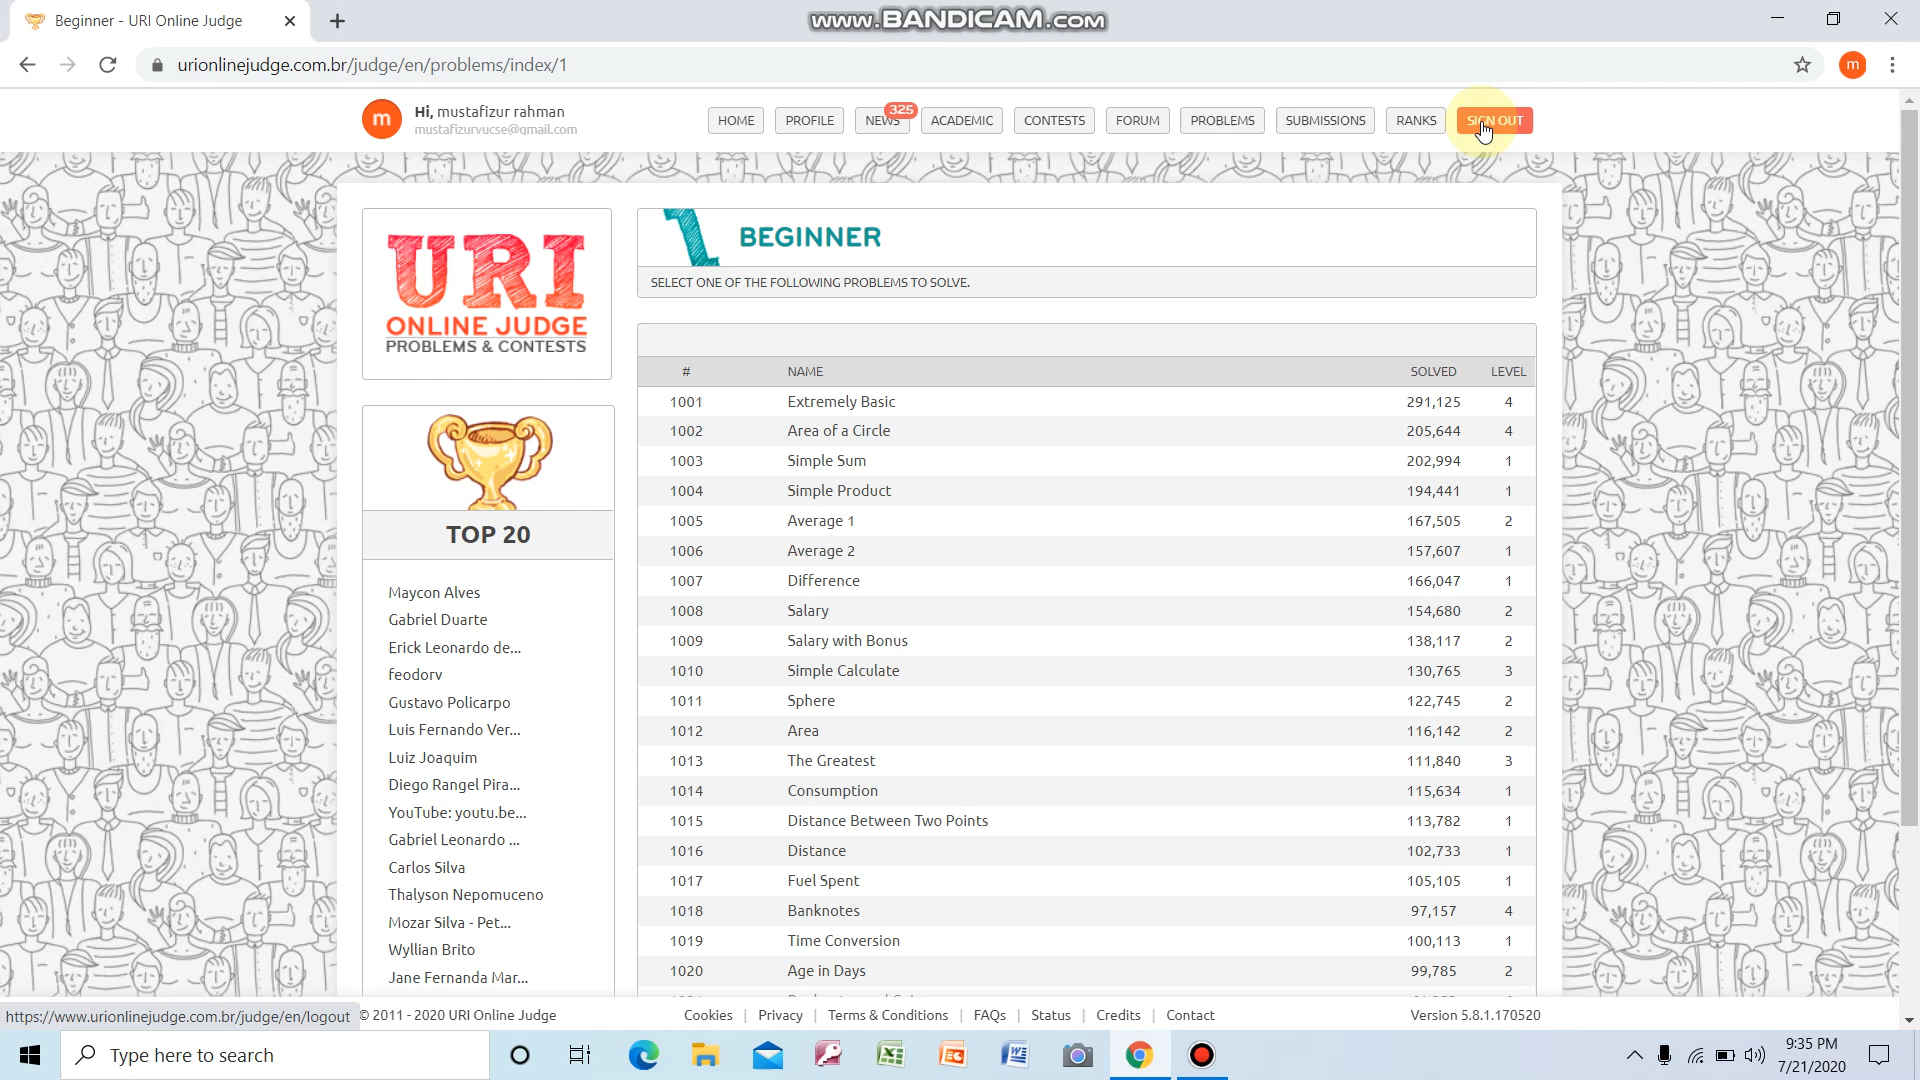 Beginner - URI Online Judge
www.BANDICAM.com
urionlinejudge.com.br/judge/en/problems/index/1
m
m
Hi, mustafizur rahman
mustafizurvucse@gmail.com
HOME
PROFILE
NEWS
325
ACADEMIC
CONTESTS
FORUM
PROBLEMS
SUBMISSIONS
RANKS
SIGN OUT
URI
ONLINE JUDGE
PROBLEMS & CONTESTS
TOP 20
Maycon Alves
Gabriel Duarte
Erick Leonardo de...
feodorv
Gustavo Policarpo
Luis Fernando Ver...
Luiz Joaquim
Diego Rangel Pira...
YouTube: youtu.be...
Gabriel Leonardo ...
Carlos Silva
Thalyson Nepomuceno
Mozar Silva - Pet...
Wyllian Brito
Jane Fernanda Mar...
BEGINNER
SELECT ONE OF THE FOLLOWING PROBLEMS TO SOLVE.
# NAME SOLVED LEVEL
1001 Extremely Basic 291,125 4
1002 Area of a Circle 205,644 4
1003 Simple Sum 202,994 1
1004 Simple Product 194,441 1
1005 Average 1 167,505 2
1006 Average 2 157,607 1
1007 Difference 166,047 1
1008 Salary 154,680 2
1009 Salary with Bonus 138,117 2
1010 Simple Calculate 130,765 3
1011 Sphere 122,745 2
1012 Area 116,142 2
1013 The Greatest 111,840 3
1014 Consumption 115,634 1
1015 Distance Between Two Points 113,782 1
1016 Distance 102,733 1
1017 Fuel Spent 105,105 1
1018 Banknotes 97,157 4
1019 Time Conversion 100,113 1
1020 Age in Days 99,785 2
https://www.urionlinejudge.com.br/judge/en/logout
© 2011 - 2020 URI Online Judge
Cookies | Privacy | Terms & Conditions | FAQs | Status | Credits | Contact
Version 5.8.1.170520
Type here to search
9:35 PM
7/21/2020